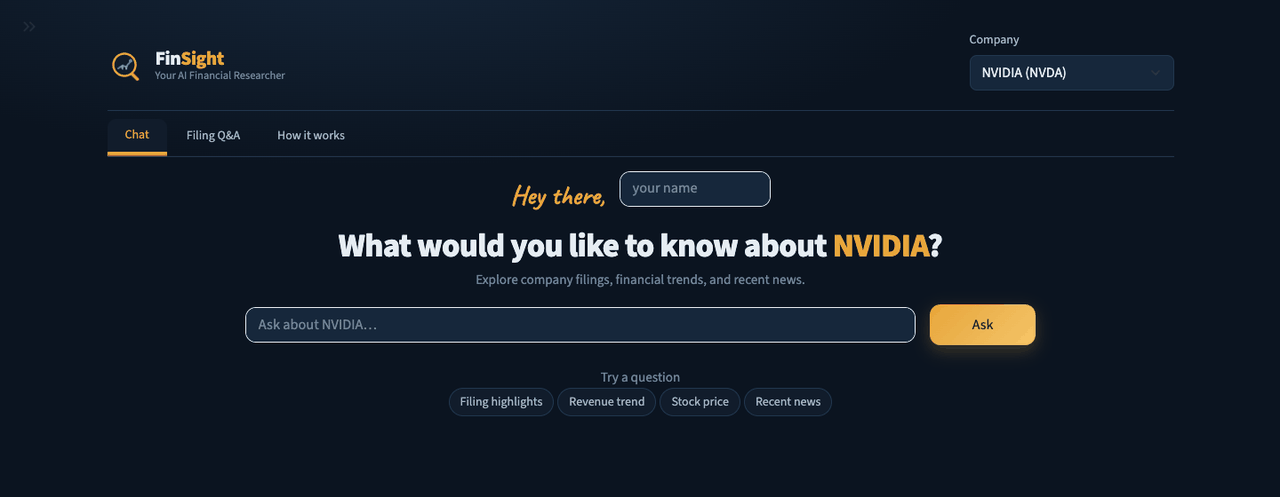 FinSight
Your AI Financial Researcher
Company
NVIDIA (NVDA)
Chat
Filing Q&A
How it works
Hey there,
your name
What would you like to know about NVIDIA?
Explore company filings, financial trends, and recent news.
Ask about NVIDIA...
Ask
Try a question
Filing highlights
Revenue trend
Stock price
Recent news